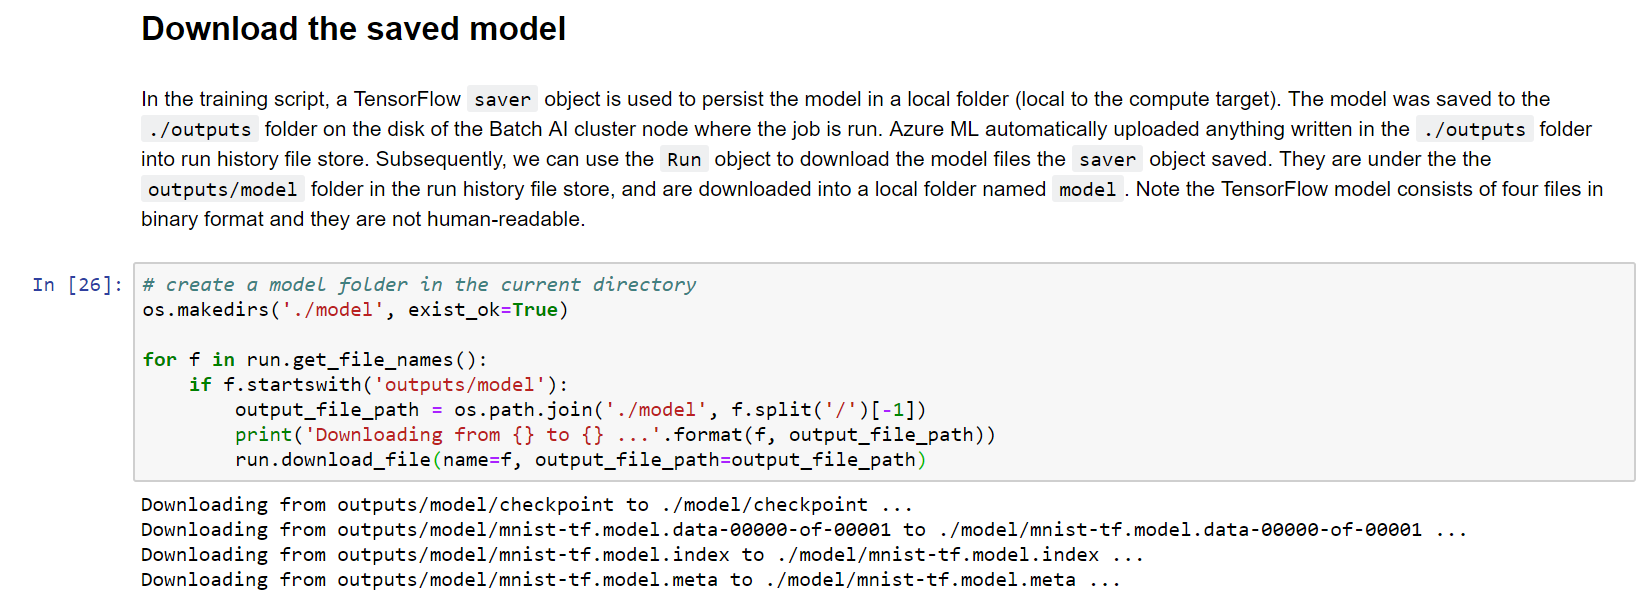 Download the saved model
In the training script, a TensorFlow saver object is used to persist the model in a local folder (local to the compute target). The model was saved to the
./outputs folder on the disk of the Batch AI cluster node where the job is run. Azure ML automatically uploaded anything written in the ./outputs folder
into run history file store. Subsequently, we can use the Run object to download the model files the saver object saved. They are under the the
outputs/model folder in the run history file store, and are downloaded into a local folder named model . Note the TensorFlow model consists of four files in
binary format and they are not human-readable.
In [26]: # create a model folder in the current directory
os.makedirs('./model', exist_ok=True)
for f in run.get_file_names():
    if f.startswith('outputs/model'):
        output_file_path = os.path.join('./model', f.split('/')[-1])
        print('Downloading from {} to {} ...'.format(f, output_file_path))
        run.download_file(name=f, output_file_path=output_file_path)
Downloading from outputs/model/checkpoint to ./model/checkpoint ...
Downloading from outputs/model/mnist-tf.model.data-00000-of-00001 to ./model/mnist-tf.model.data-00000-of-00001 ...
Downloading from outputs/model/mnist-tf.model.index to ./model/mnist-tf.model.index ...
Downloading from outputs/model/mnist-tf.model.meta to ./model/mnist-tf.model.meta ...